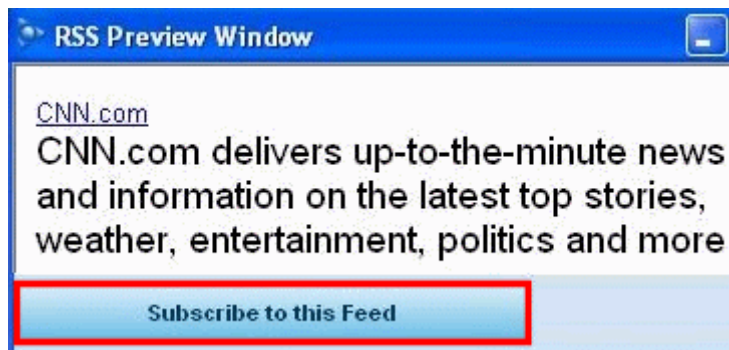 RSS Preview Window
CNN.com
CNN.com delivers up-to-the-minute news
and information on the latest top stories,
weather, entertainment, politics and more
Subscribe to this Feed